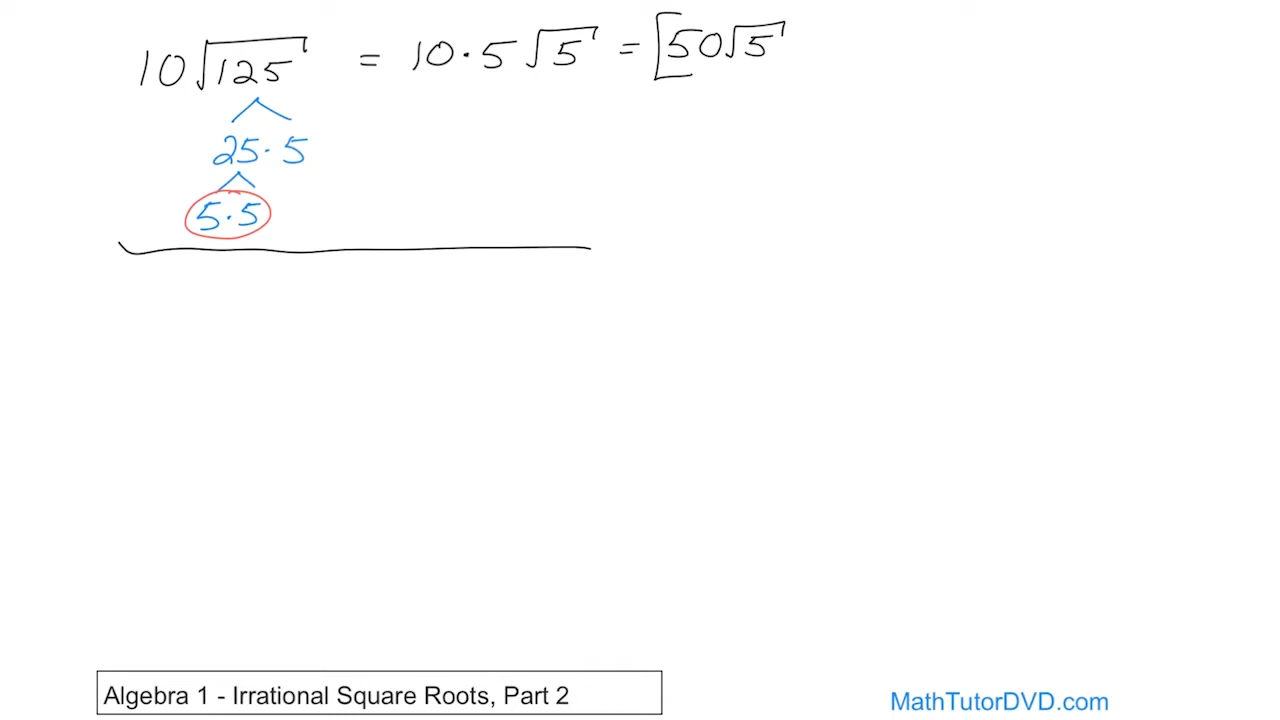 10√125 = 10·5√5 = [50√5
25·5
5·5
Algebra 1 - Irrational Square Roots, Part 2
MathTutorDVD.com